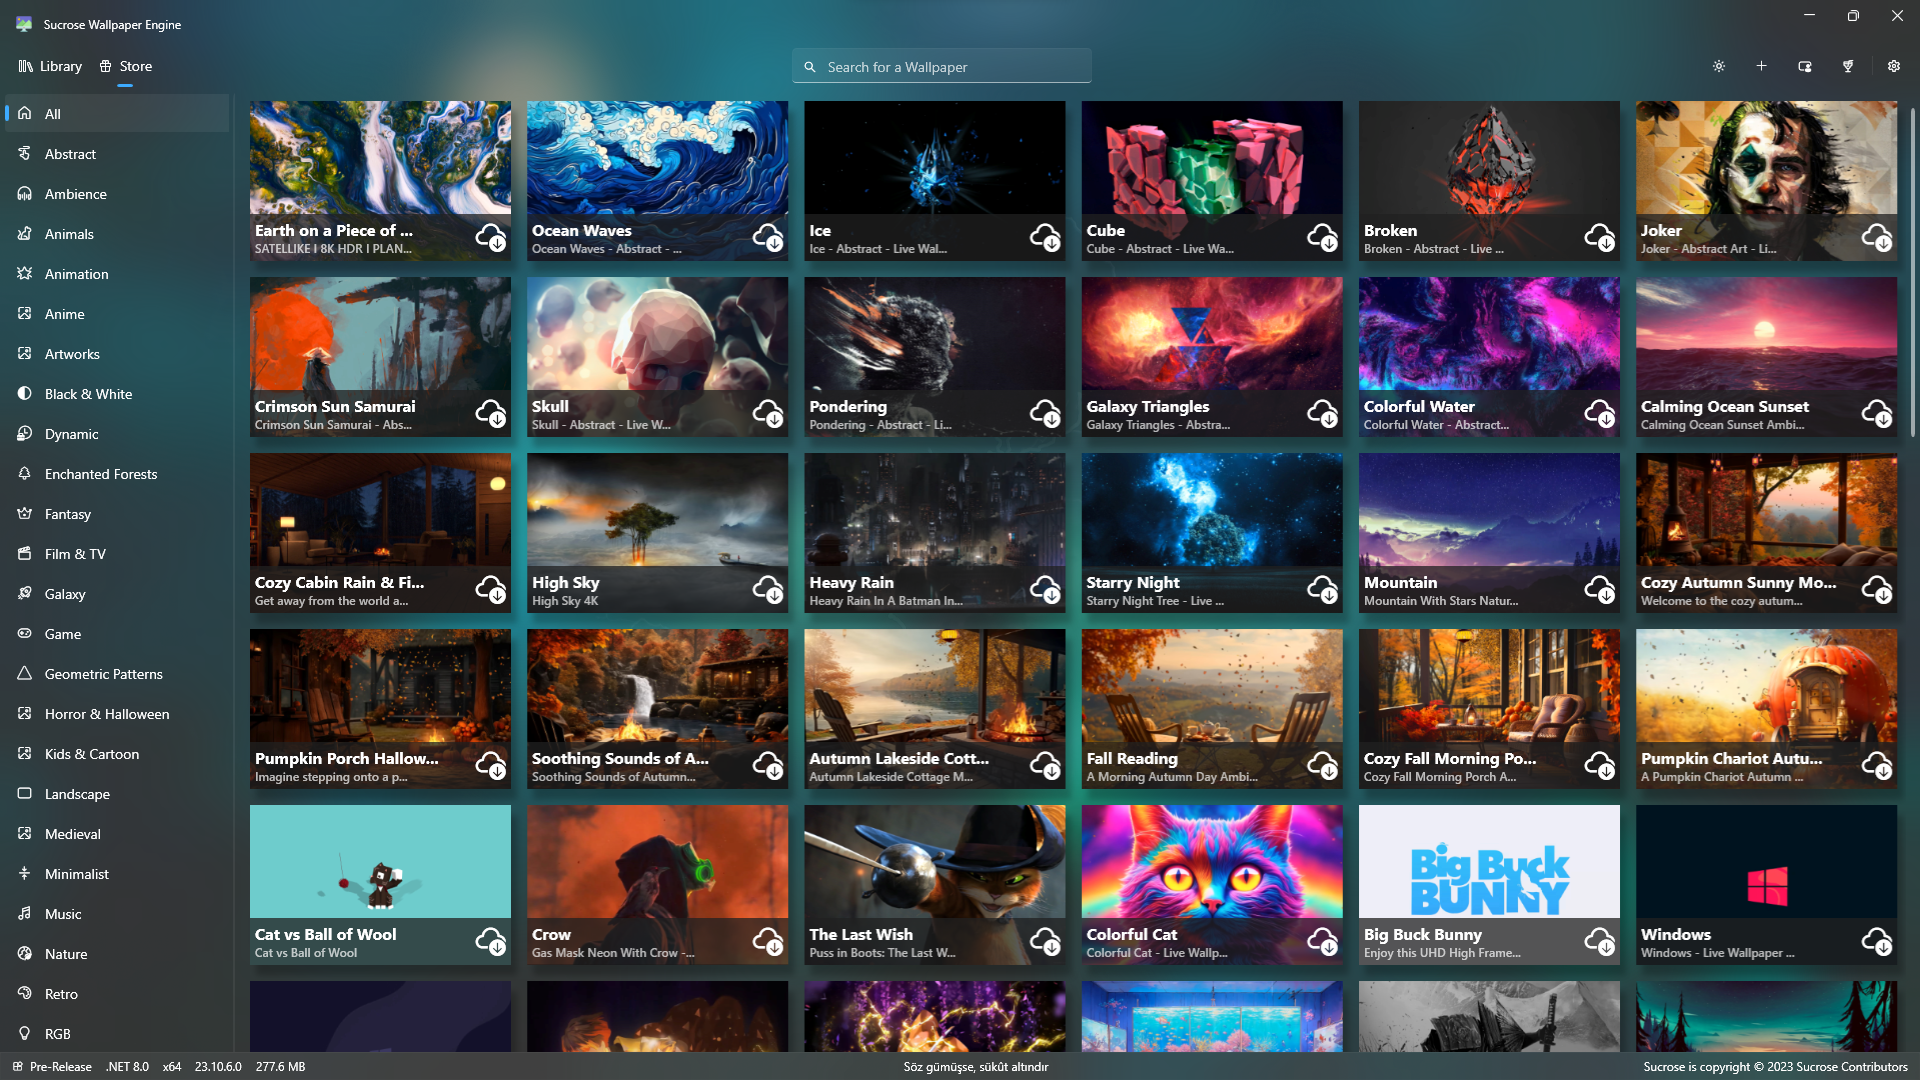 Sucrose Wallpaper Engine
Library
Store
Search for a Wallpaper
All
Abstract
Ambience
Animals
Animation
Anime
Artworks
Black & White
Dynamic
Enchanted Forests
Fantasy
Film & TV
Galaxy
Game
Geometric Patterns
Horror & Halloween
Kids & Cartoon
Landscape
Medieval
Minimalist
Music
Nature
Retro
RGB
Earth on a Piece of ...
SATELLIKE I 8K HDR I PLAN...
Ocean Waves
Ocean Waves - Abstract - ...
Ice
Ice - Abstract - Live Wal...
Cube
Cube - Abstract - Live Wa...
Broken
Broken - Abstract - Live ...
Joker
Joker - Abstract Art - Li...
Crimson Sun Samurai
Crimson Sun Samurai - Abs...
Skull
Skull - Abstract - Live W...
Pondering
Pondering - Abstract - Li...
Galaxy Triangles
Galaxy Triangles - Abstra...
Colorful Water
Colorful Water - Abstract...
Calming Ocean Sunset
Calming Ocean Sunset Ambi...
Cozy Cabin Rain & Fi...
Get away from the world a...
High Sky
High Sky 4K
Heavy Rain
Heavy Rain In A Batman In...
Starry Night
Starry Night Tree - Live ...
Mountain
Mountain With Stars Natur...
Cozy Autumn Sunny Mo...
Welcome to the cozy autum...
Pumpkin Porch Hallow...
Imagine stepping onto a p...
Soothing Sounds of A...
Soothing Sounds of Autumn...
Autumn Lakeside Cott...
Autumn Lakeside Cottage M...
Fall Reading
A Morning Autumn Day Ambi...
Cozy Fall Morning Po...
Cozy Fall Morning Porch A...
Pumpkin Chariot Autu...
A Pumpkin Chariot Autumn ...
Cat vs Ball of Wool
Cat vs Ball of Wool
Crow
Gas Mask Neon With Crow -...
The Last Wish
Puss in Boots: The Last W...
Colorful Cat
Colorful Cat - Live Wallp...
Big Buck
BUNNY
Big Buck Bunny
Enjoy this UHD High Frame...
Windows
Windows - Live Wallpaper ...
Pre-Release .NET 8.0 x64 23.10.6.0 277.6 MB
Söz gümüşse, sükût altındır
Sucrose is copyright © 2023 Sucrose Contributors